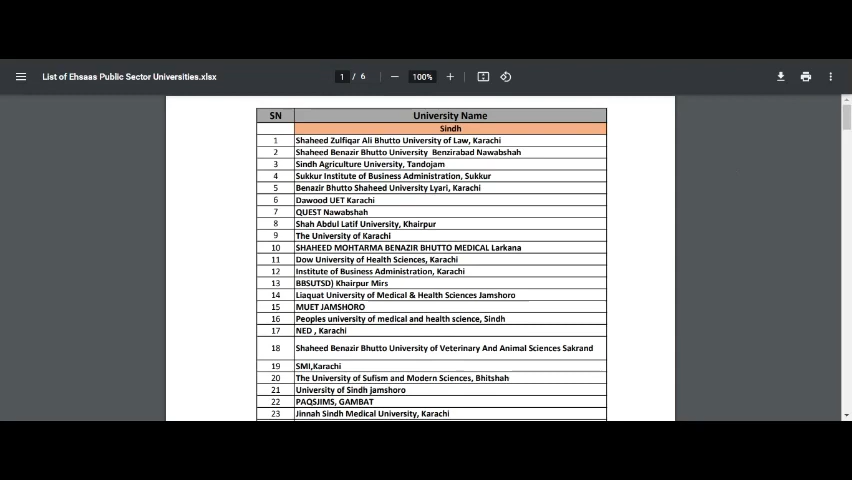 List of Ehsaas Public Sector Universities.xlsx
1 / 6
100%
SN University Name
Sindh
1 Shaheed Zulfiqar Ali Bhutto University of Law, Karachi
2 Shaheed Benazir Bhutto University Benzirabad Nawabshah
3 Sindh Agriculture University, Tandojam
4 Sukkur Institute of Business Administration, Sukkur
5 Benazir Bhutto Shaheed University Lyari, Karachi
6 Dawood UET Karachi
7 QUEST Nawabshah
8 Shah Abdul Latif University, Khairpur
9 The University of Karachi
10 SHAHEED MOHTARMA BENAZIR BHUTTO MEDICAL Larkana
11 Dow University of Health Sciences, Karachi
12 Institute of Business Administration, Karachi
13 BBSUTSD) Khairpur Mirs
14 Liaquat University of Medical & Health Sciences Jamshoro
15 MUET JAMSHORO
16 Peoples university of medical and health science, Sindh
17 NED , Karachi
18 Shaheed Benazir Bhutto University of Veterinary And Animal Sciences Sakrand
19 SMI,Karachi
20 The University of Sufism and Modern Sciences, Bhitshah
21 University of Sindh jamshoro
22 PAQSJIMS, GAMBAT
23 Jinnah Sindh Medical University, Karachi